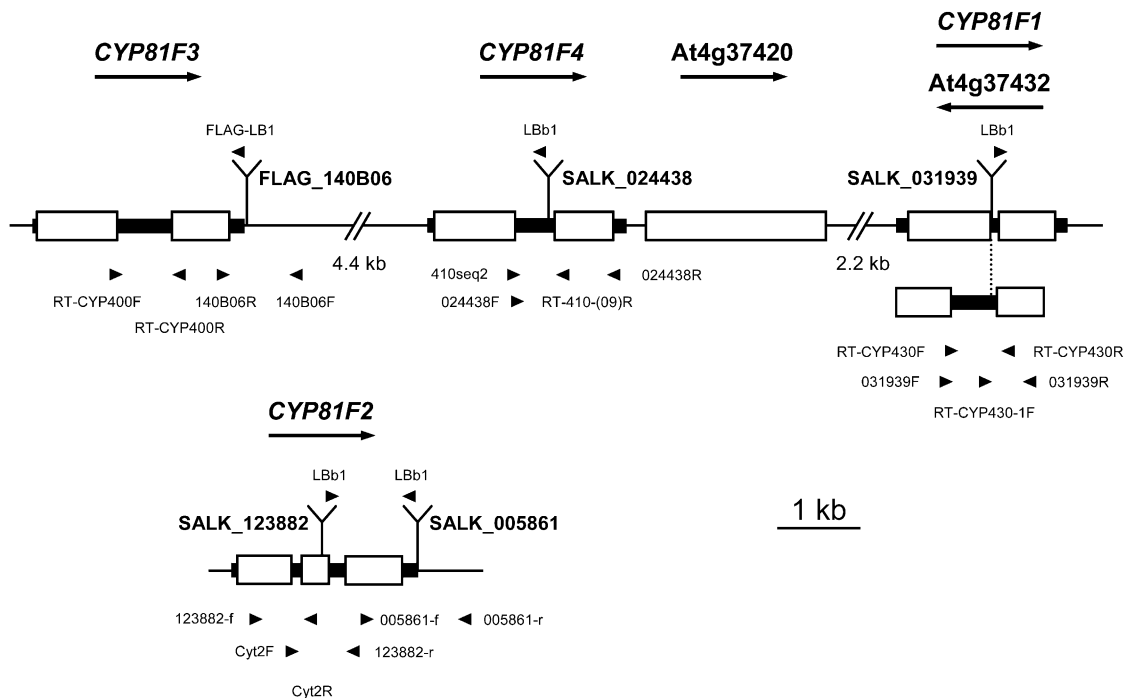 CYP81F3
CYP81F4
At4g37420
CYP81F1
At4g37432
FLAG-LB1
LBb1
LBb1
FLAG_140B06
SALK_024438
SALK_031939
4.4 kb
2.2 kb
410seq2
024438R
RT-CYP400F
140B06R
140B06F
024438F
RT-410-(09)R
RT-CYP400R
RT-CYP430F
RT-CYP430R
031939F
031939R
RT-CYP430-1F
CYP81F2
LBb1
LBb1
SALK_123882
SALK_005861
1 kb
123882-f
005861-f
005861-r
Cyt2F
123882-r
Cyt2R